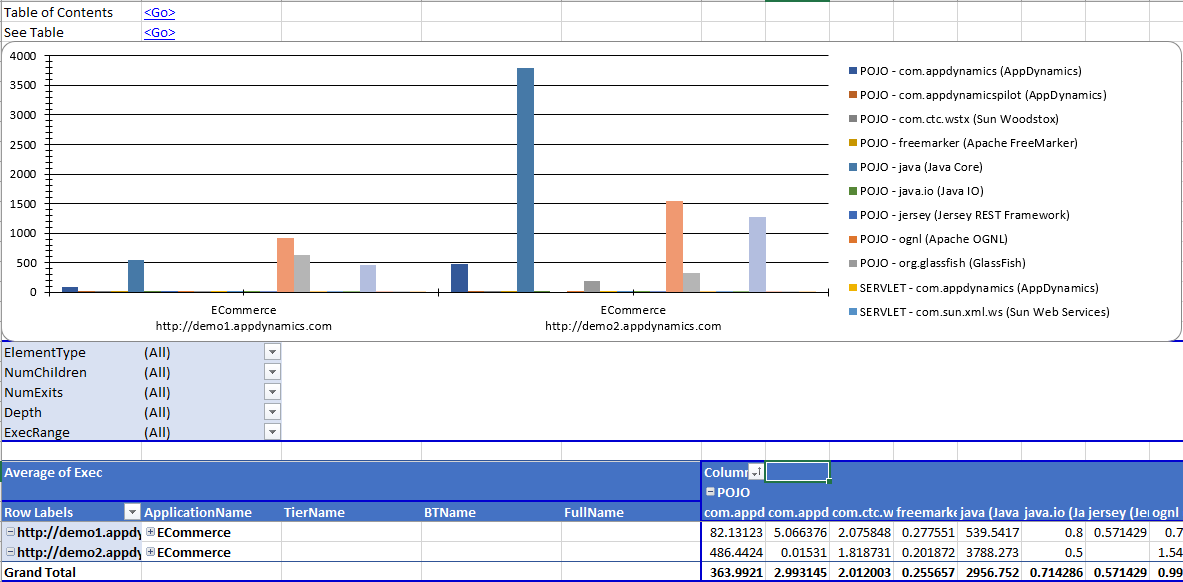 Table of Contents <Go>
See Table <Go>
4000
3500
3000
2500
2000
1500
1000
500
0
ECommerce ECommerce
http://demo1.appdynamics.com http://demo2.appdynamics.com
POJO - com.appdynamics (AppDynamics)
POJO - com.appdynamicspilot (AppDynamics)
POJO - com.ctc.wstx (Sun Woodstox)
POJO - freemarker (Apache FreeMarker)
POJO - java (Java Core)
POJO - java.io (Java IO)
POJO - jersey (Jersey REST Framework)
POJO - ognl (Apache OGNL)
POJO - org.glassfish (GlassFish)
SERVLET - com.appdynamics (AppDynamics)
SERVLET - com.sun.xml.ws (Sun Web Services)
ElementType (All)
NumChildren (All)
NumExits (All)
Depth (All)
ExecRange (All)
Average of Exec Column
POJO
Row Labels ApplicationName TierName BTName FullName com.appd com.appd com.ctc.w freemark java (Java java.io (Ja jersey (Jer ognl
http://demo1.appdy ECommerce 82.13123 5.066376 2.075848 0.277551 539.5417 0.8 0.571429 0.7
http://demo2.appdy ECommerce 486.4424 0.01531 1.818731 0.201872 3788.273 0.5 1.54
Grand Total 363.9921 2.993145 2.012003 0.255657 2956.752 0.714286 0.571429 0.99